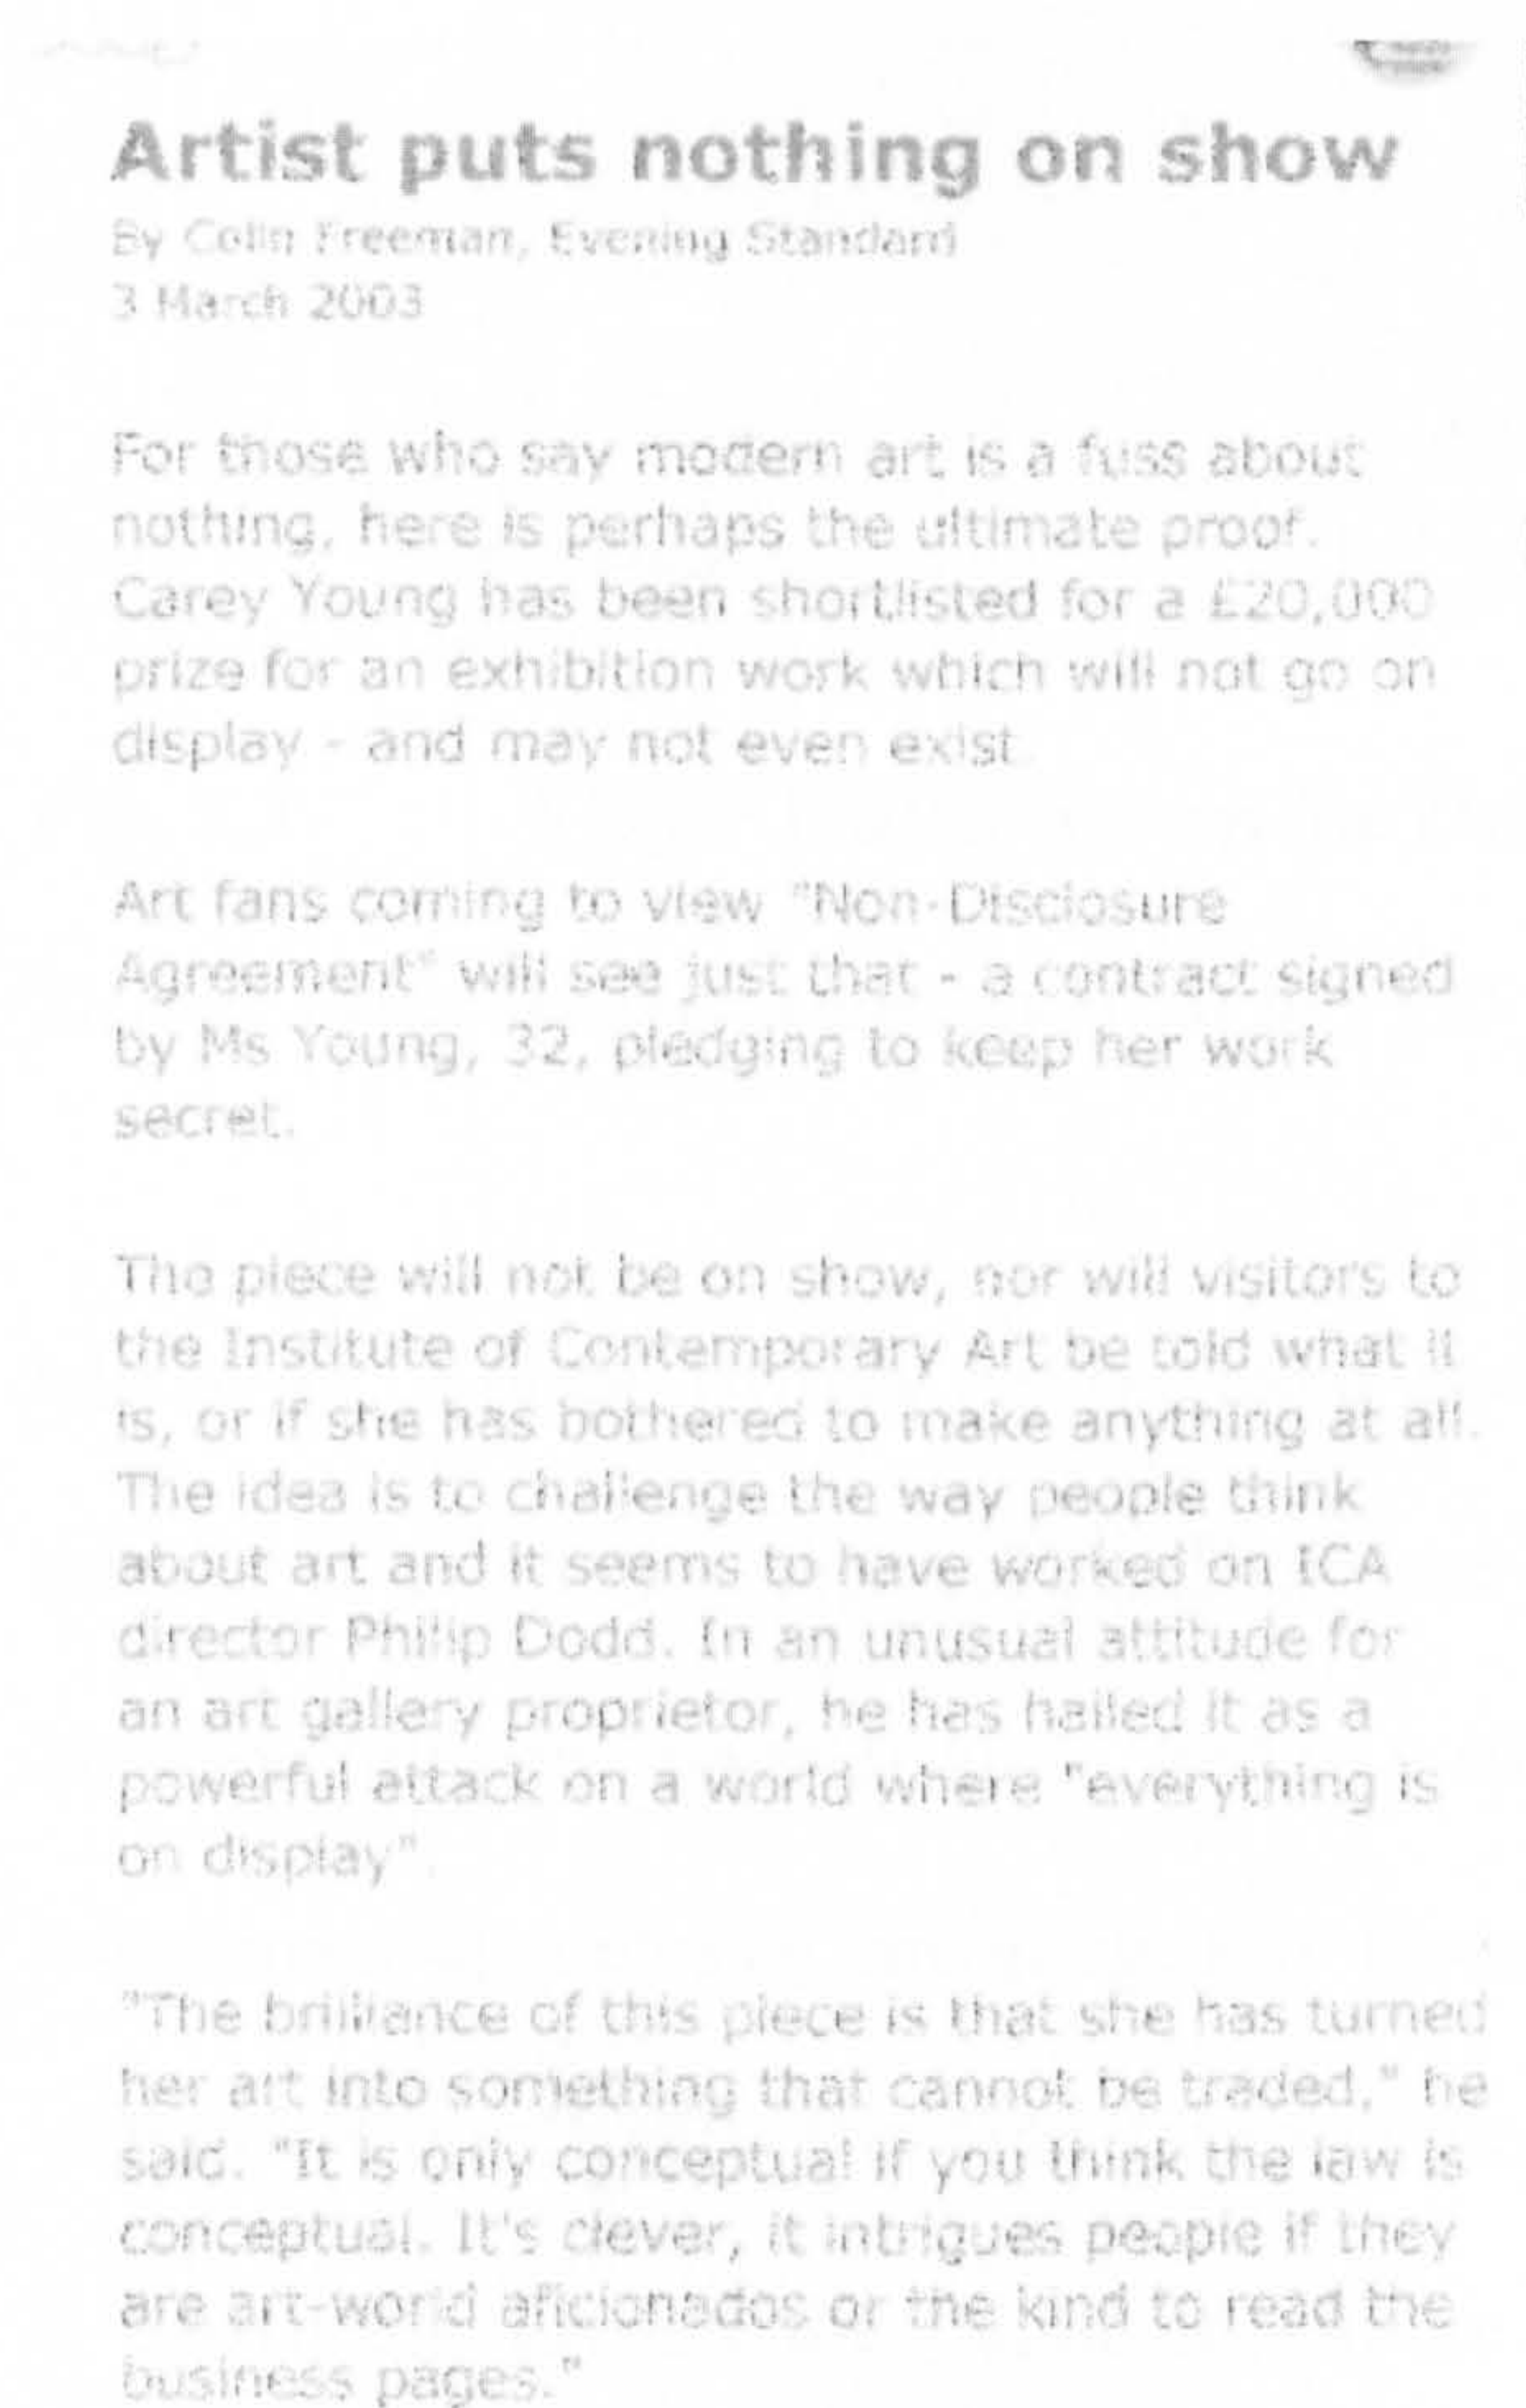 Artist puts nothing on show
By Colin Freeman, Evening Standard
3 March 2003
For those who say modern art is a fuss about
nothing, here is perhaps the ultimate proof.
Carey Young has been shortlisted for a £20,000
prize for an exhibition work which will not go on
display - and may not even exist.
Art fans coming to view "Non-Disclosure
Agreement" will see just that - a contract signed
by Ms Young, 32, pledging to keep her work
secret.
The piece will not be on show, nor will visitors to
the Institute of Contemporary Art be told what it
is, or if she has bothered to make anything at all.
The idea is to challenge the way people think
about art and it seems to have worked on ICA
director Philip Dodd. In an unusual attitude for
an art gallery proprietor, he has hailed it as a
powerful attack on a world where "everything is
on display".
"The brilliance of this piece is that she has turned
her art into something that cannot be traded," he
said. "It is only conceptual if you think the law is
conceptual. It's clever, it intrigues people if they
are art-world aficionados or the kind to read the
business pages."